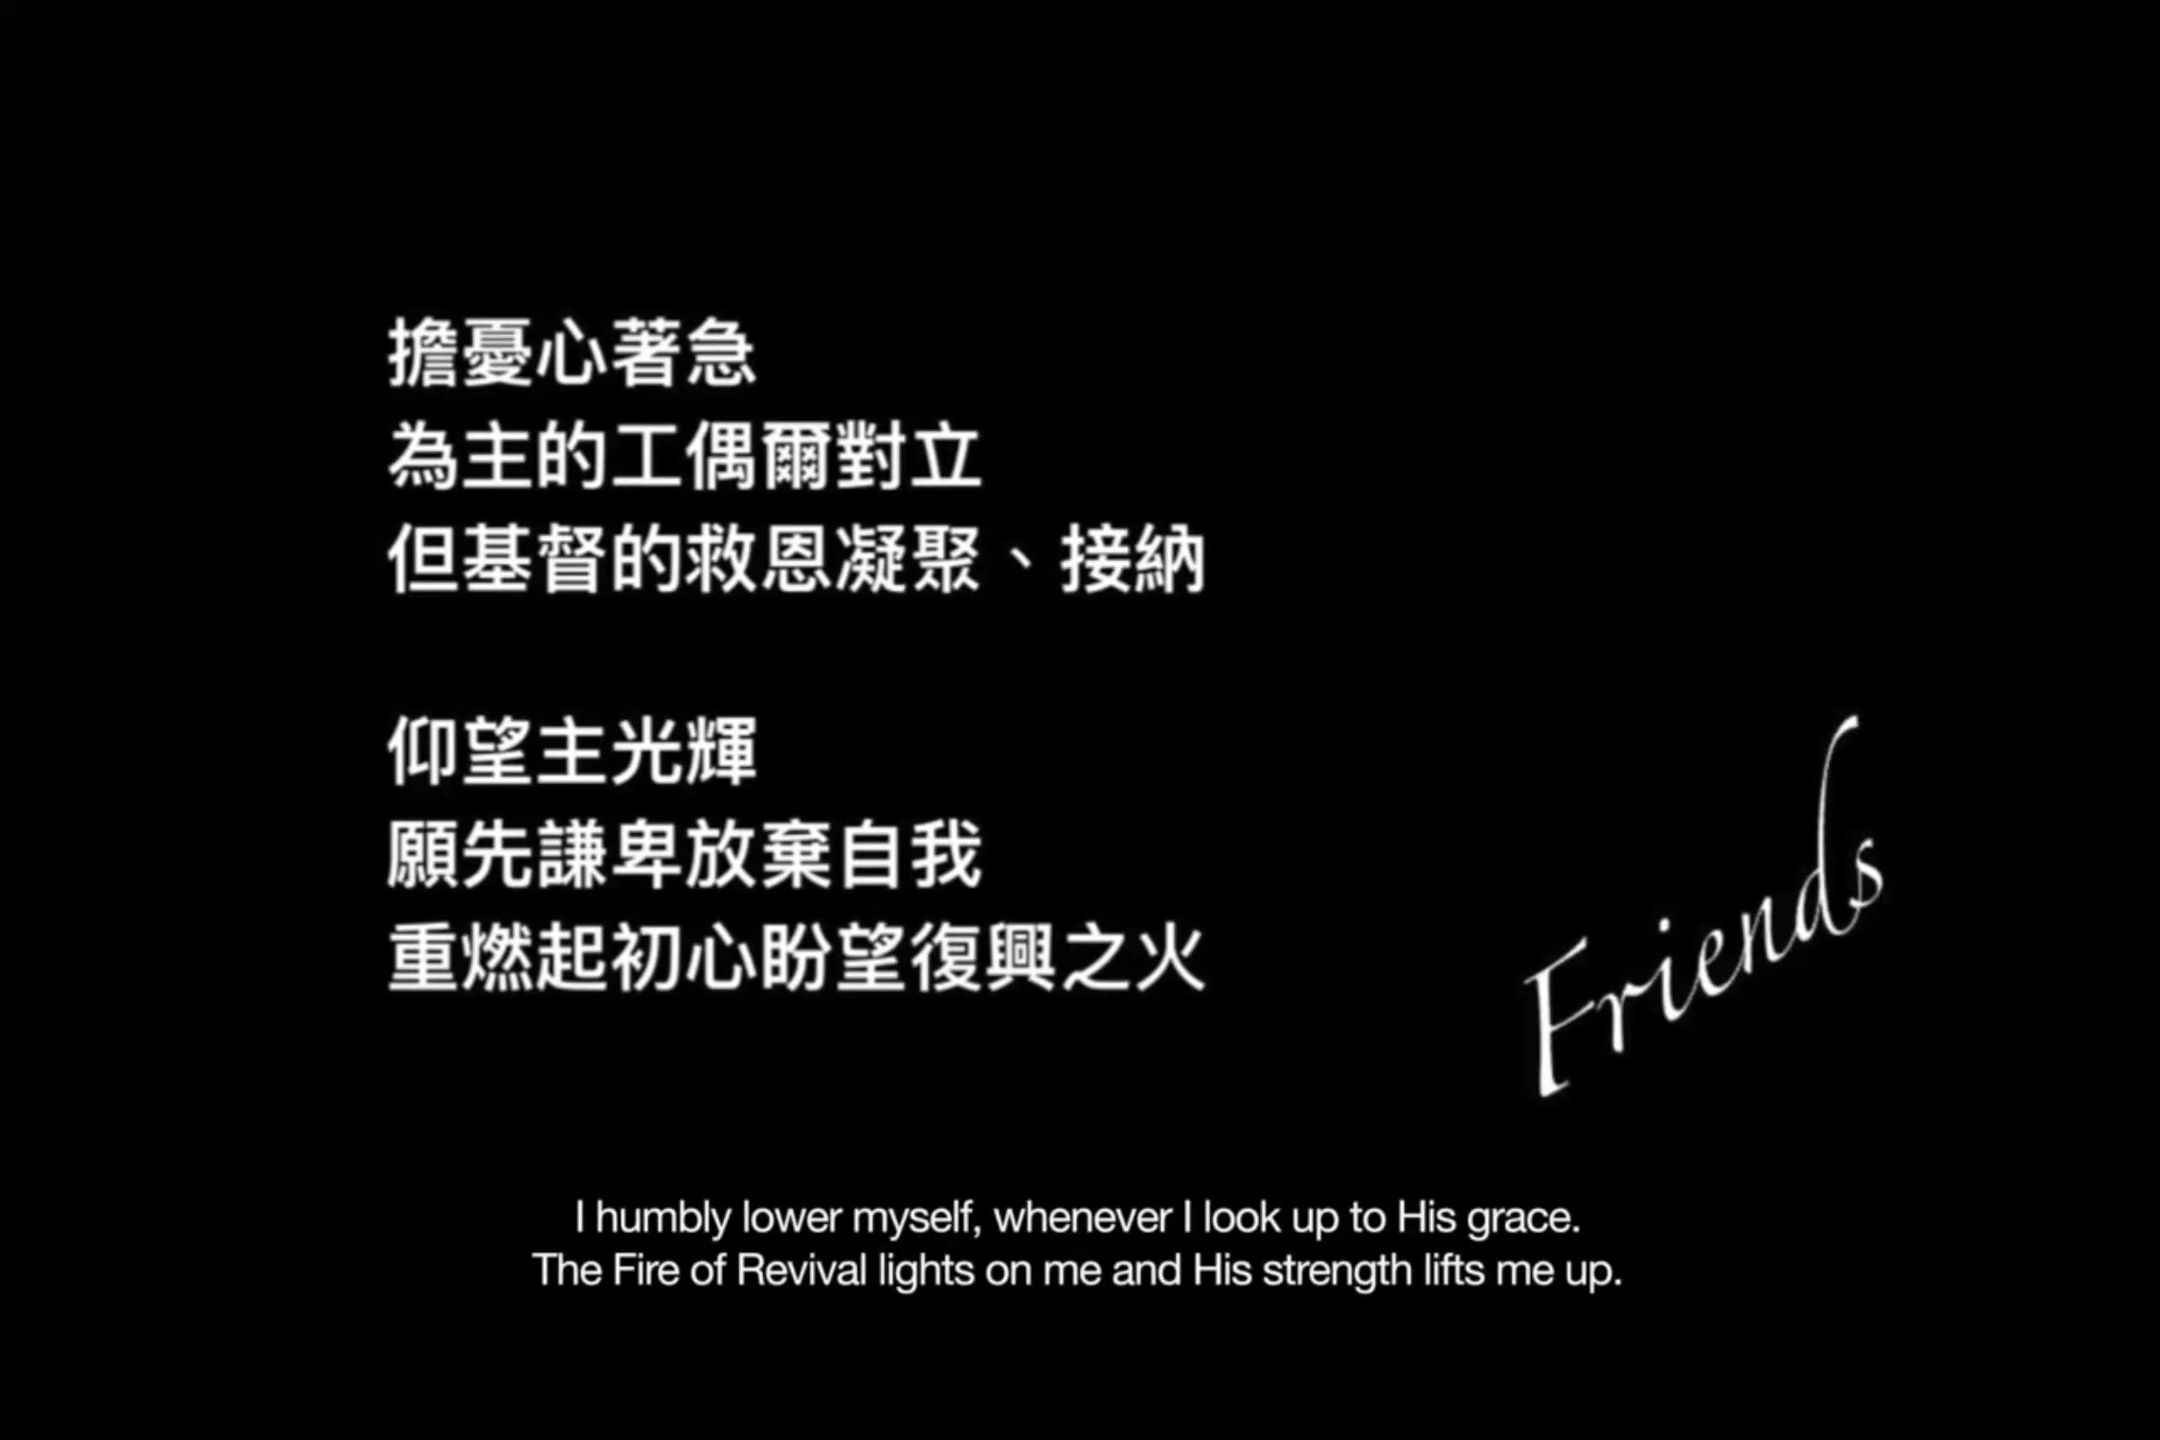 擔憂心著急
為主的工偶爾對立
但基督的救恩凝聚、接納
仰望主光輝
願先謙卑放棄自我
重燃起初心盼望復興之火
Friends
I humbly lower myself, whenever I look up to His grace.
The Fire of Revival lights on me and His strength lifts me up.